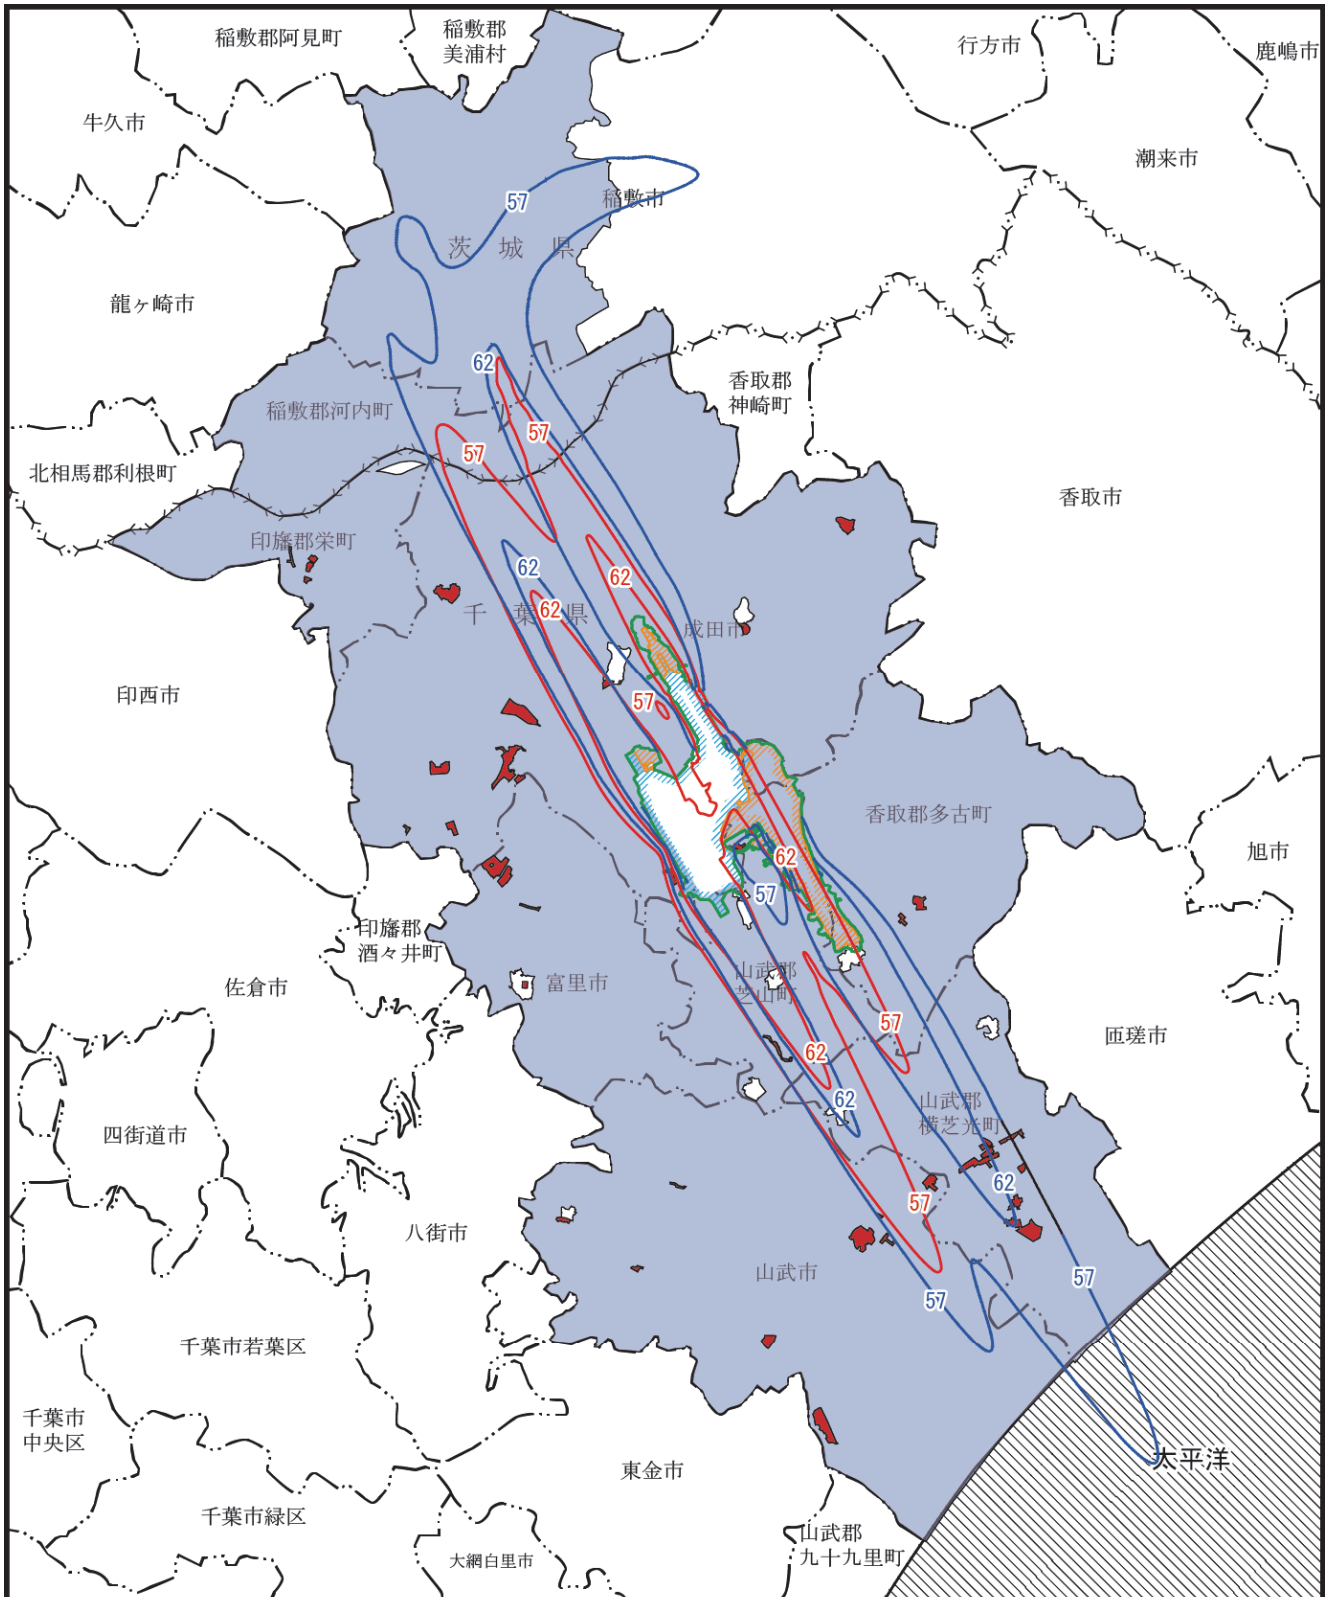 稲敷郡阿見町
稲敷郡
美浦村
行方市
鹿嶋市
牛久市
潮来市
57
稲敷市
茨城県
龍ヶ崎市
62
香取郡
神崎町
稲敷郡河内町
57
57
北相馬郡利根町
香取市
印旛郡栄町
62
62
62
千葉県
成田市
印西市
57
香取郡多古町
旭市
62
57
印旛郡
酒々井町
佐倉市
富里市
山武郡
芝山町
57
匝瑳市
62
62
山武郡
横芝光町
四街道市
62
57
八街市
山武市
57
57
千葉市若葉区
千葉市
中央区
太平洋
東金市
千葉市緑区
山武郡
九十九里町
大網白里市